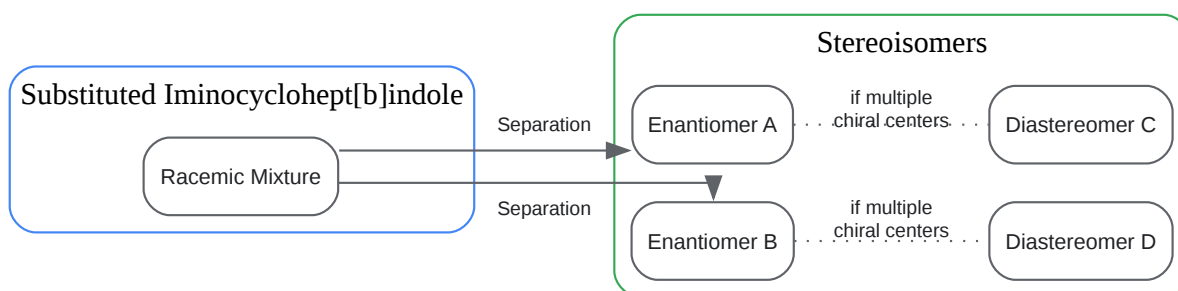 Stereoisomers
Substituted Iminocyclohept[b]indole
Racemic Mixture
Separation
Separation
Enantiomer A
if multiple
chiral centers
Diastereomer C
Enantiomer B
if multiple
chiral centers
Diastereomer D